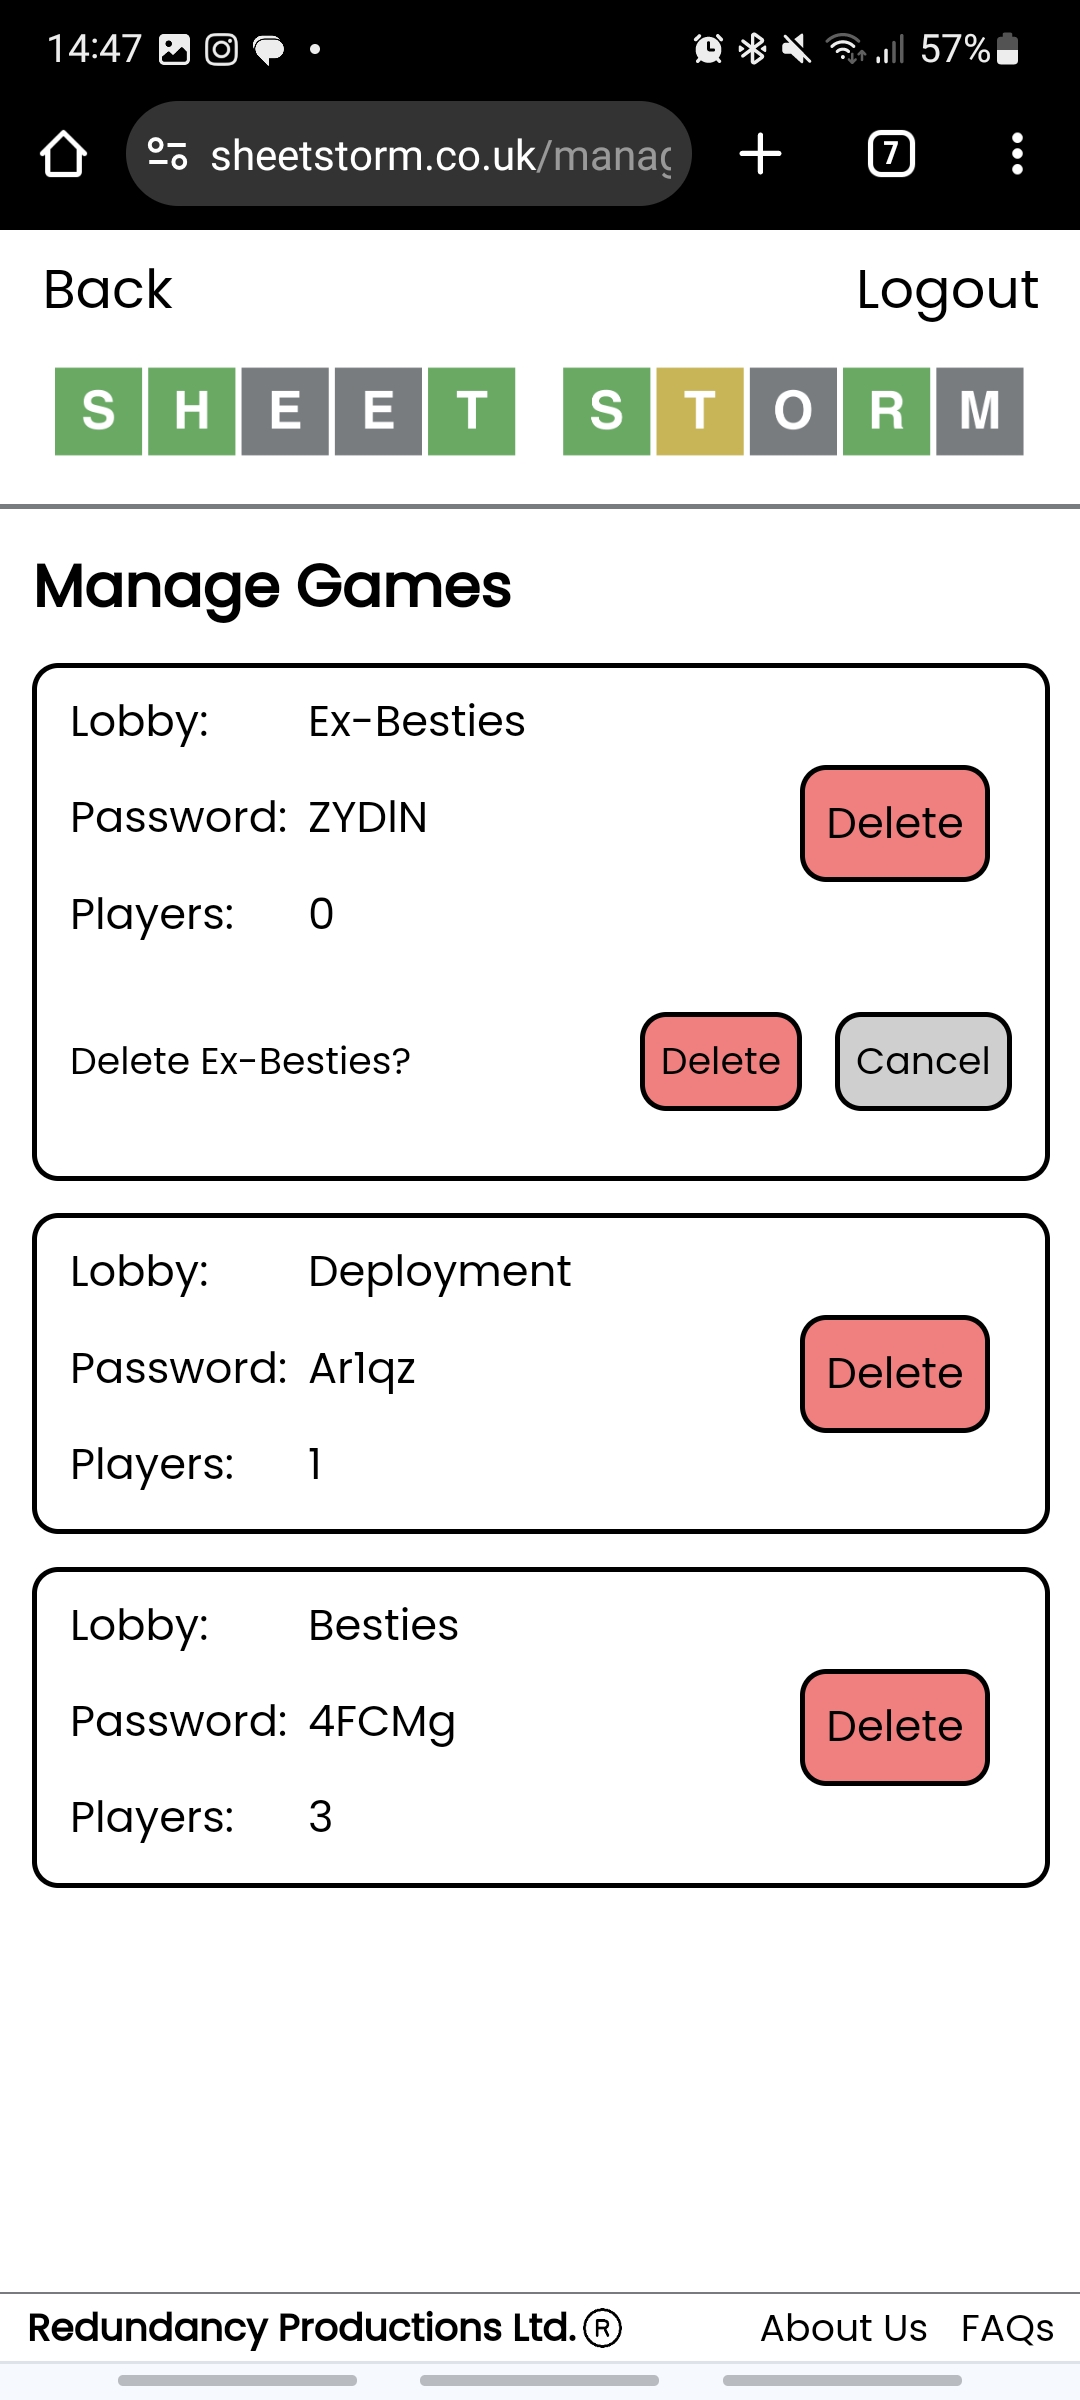 14:47 57%
sheetstorm.co.uk/manag 7
Back Logout
SHEET STORM
Manage Games
Lobby: Ex-Besties
Password: ZYDlN
Delete
Players: 0
Delete Ex-Besties? Delete Cancel
Lobby: Deployment
Password: Ar1qz
Delete
Players: 1
Lobby: Besties
Password: 4FCMg
Delete
Players: 3
Redundancy Productions Ltd.® About Us FAQs